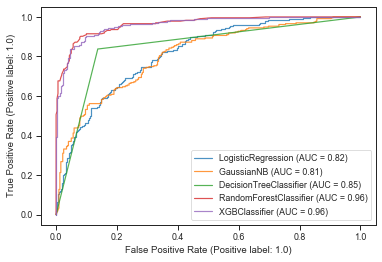 1.0
0.8
0.6
0.4
0.2
0.0
True Positive Rate (Positive label: 1.0)
LogisticRegression (AUC = 0.82)
GaussianNB (AUC = 0.81)
DecisionTreeClassifier (AUC = 0.85)
RandomForestClassifier (AUC = 0.96)
XGBClassifier (AUC = 0.96)
0.0 0.2 0.4 0.6 0.8 1.0
False Positive Rate (Positive label: 1.0)